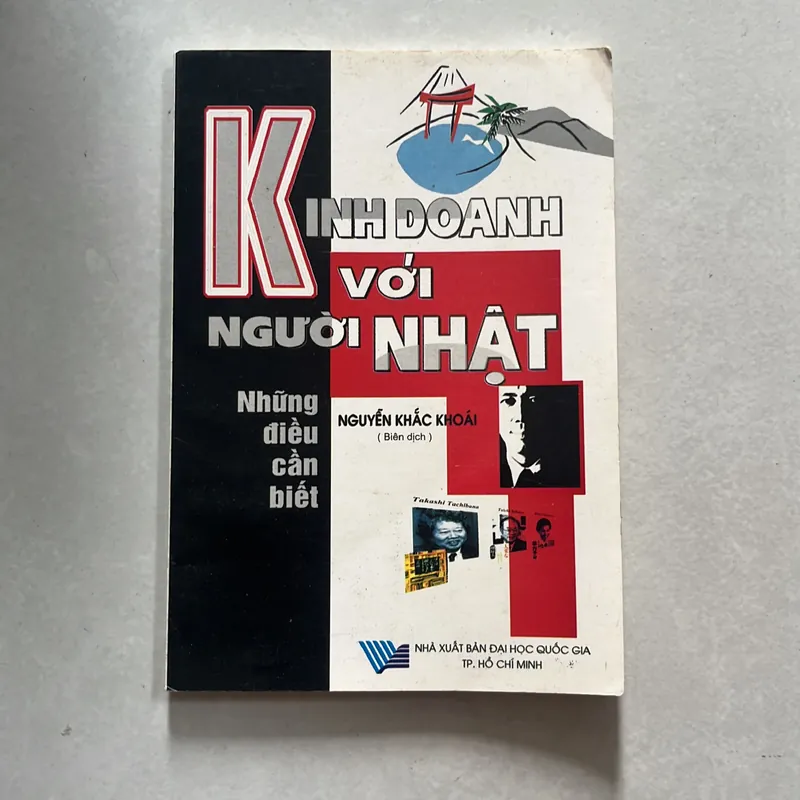 KINH DOANH
VỚI
NGƯỜI NHẬT
Những
điều
cần
biết
NGUYỄN KHẮC KHOÁI
( Biên dịch )
Takashi Tachibana
NHÀ XUẤT BẢN ĐẠI HỌC QUỐC GIA
TP. HỒ CHÍ MINH